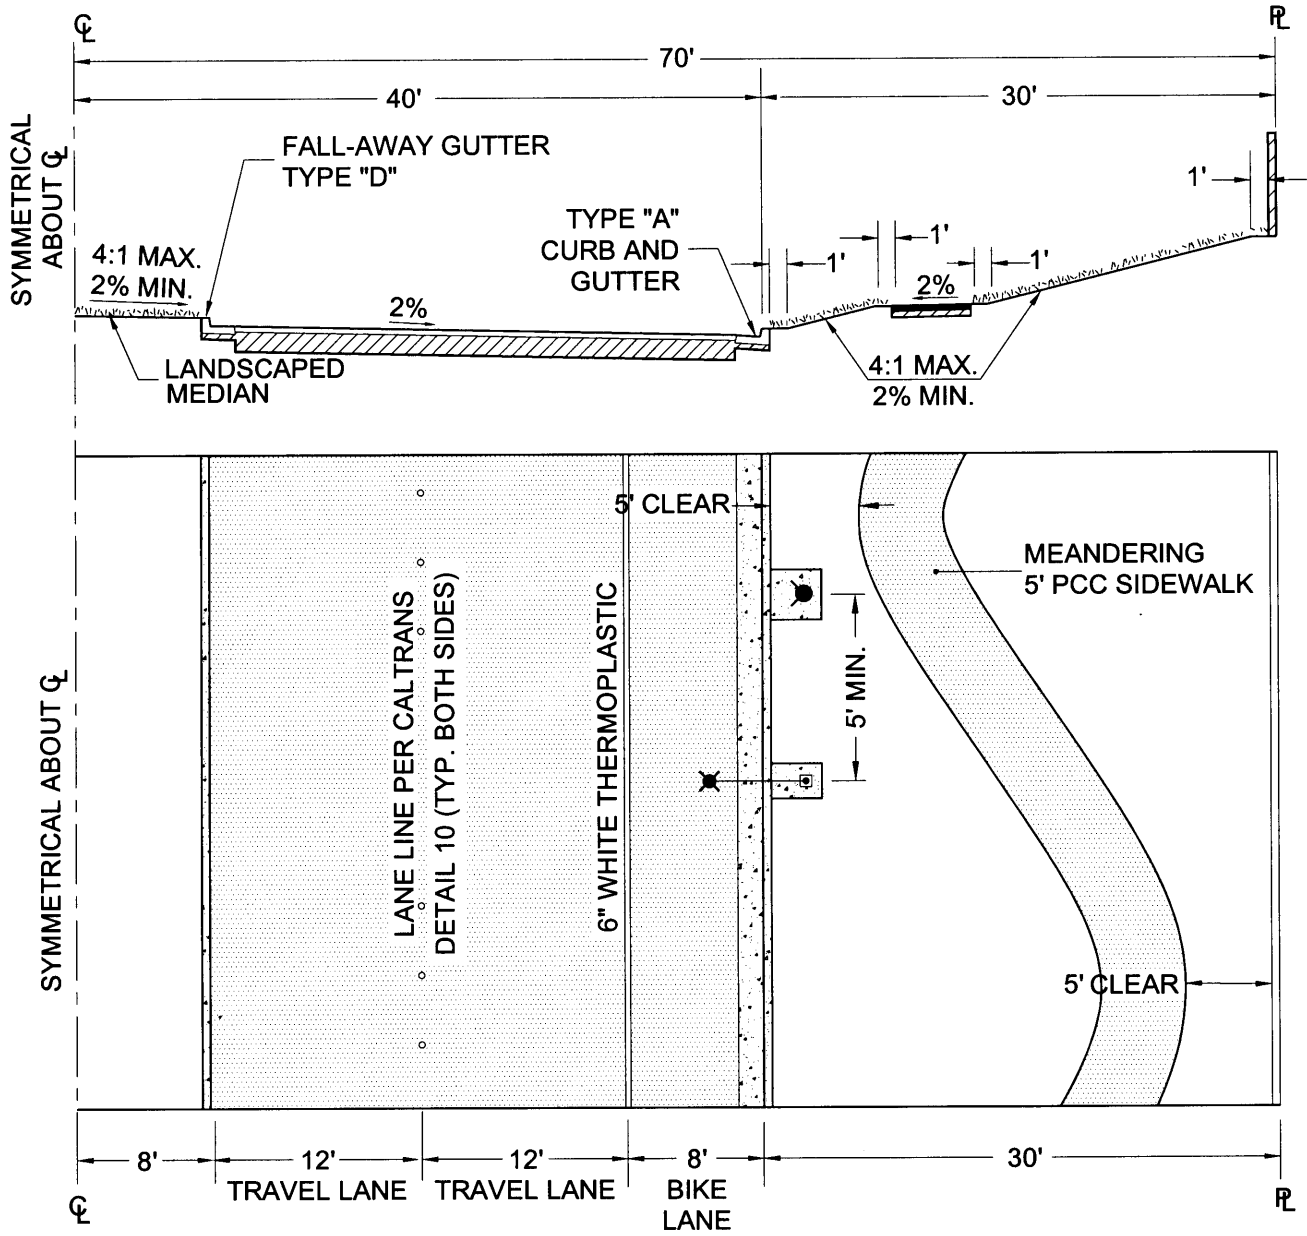 ℄
⅊
70'
40'
30'
SYMMETRICAL
ABOUT ℄
FALL-AWAY GUTTER
TYPE "D"
1'
TYPE "A"
CURB AND
GUTTER
4:1 MAX.
2% MIN.
1'
1'
1'
2%
2%
LANDSCAPED
MEDIAN
4:1 MAX.
2% MIN.
5' CLEAR
MEANDERING
5' PCC SIDEWALK
LANE LINE PER CALTRANS
DETAIL 10 (TYP. BOTH SIDES)
6" WHITE THERMOPLASTIC
5' MIN.
SYMMETRICAL ABOUT ℄
5' CLEAR
8'
12'
12'
8'
30'
TRAVEL LANE
TRAVEL LANE
BIKE
LANE
℄
⅊